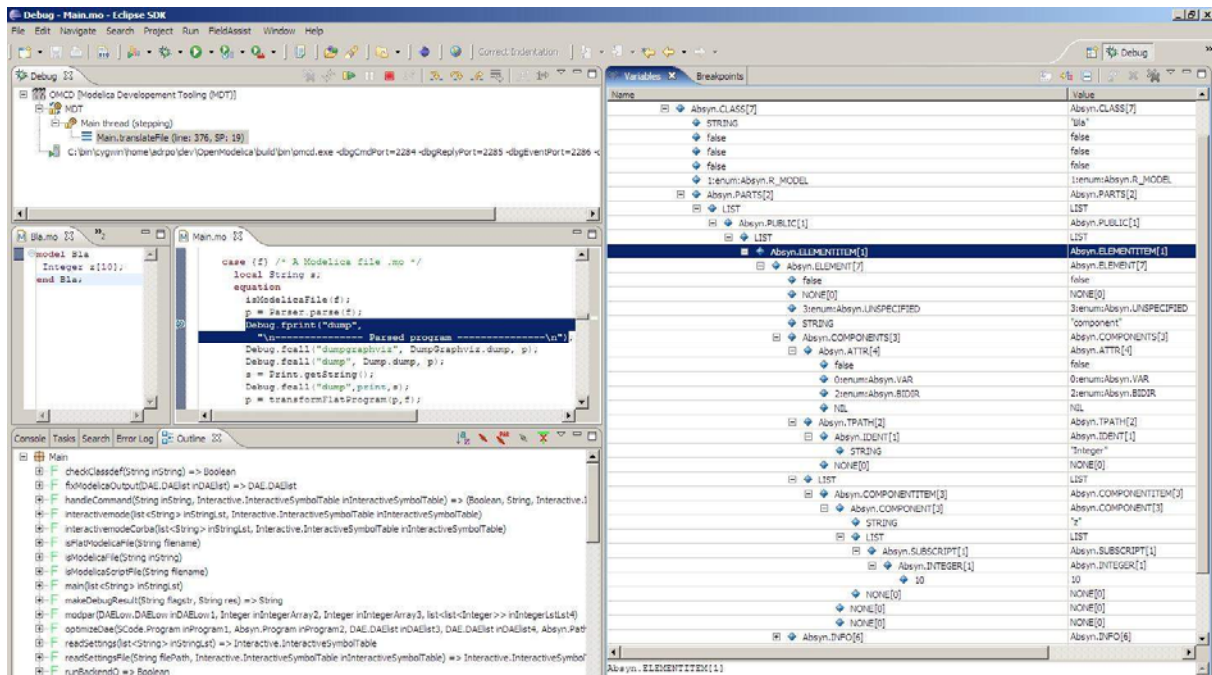 Debug - Main.mo - Eclipse SDK
File Edit Navigate Search Project Run FieldAssist Window Help
Correct Indentation
Debug
Debug
OMCD [Modelica Developement Tooling (MDT)]
MDT
Main thread (stepping)
Main.translateFile (line: 376, SP: 19)
C:\bin\cygwin\home\adrpo\dev\OpenModelica\build\bin\omcd.exe -dbgCmdPort=2284 -dbgReplyPort=2285 -dbgEventPort=2286 -c
Bla.mo
model Bla
Integer z[10];
end Bla;
Main.mo
case (f) /* A Modelica file .mo */
local String s;
equation
isModelicaFile(f);
p = Parser.parse(f);
Debug.fprint("dump",
"\n--------------- Parsed program ---------------\n");
Debug.fcall("dumpgraphviz", DumpGraphviz.dump, p);
Debug.fcall("dump", Dump.dump, p);
s = Print.getString();
Debug.fcall("dump",print,s);
p = transformFlatProgram(p,f);
Console Tasks Search Error Log Outline
Main
checkClassdef(String inString) => Boolean
fixModelicaOutput(DAE.DAElist inDAElist) => DAE.DAElist
handleCommand(String inString, Interactive.InteractiveSymbolTable inInteractiveSymbolTable) => (Boolean, String, Interactive.I
interactivemode(list<String> inStringLst, Interactive.InteractiveSymbolTable inInteractiveSymbolTable)
interactivemodeCorba(list<String> inStringLst, Interactive.InteractiveSymbolTable inInteractiveSymbolTable)
isFlatModelicaFile(String filename)
isModelicaFile(String inString)
isModelicaScriptFile(String filename)
main(list<String> inStringLst)
makeDebugResult(String flagstr, String res) => String
modpar(DAELow.DAELow inDAELow1, Integer inIntegerArray2, Integer inIntegerArray3, list<list<Integer>> inIntegerLstLst4)
optimizeDae(SCode.Program inProgram1, Absyn.Program inProgram2, DAE.DAElist inDAElist3, DAE.DAElist inDAElist4, Absyn.Path
readSettings(list<String> inStringLst) => Interactive.InteractiveSymbolTable
readSettingsFile(String filePath, Interactive.InteractiveSymbolTable inInteractiveSymbolTable) => Interactive.InteractiveSymbol
runBackendQ => Boolean
Variables Breakpoints
Name Value
Absyn.CLASS[7] Absyn.CLASS[7]
STRING "Bla"
false false
false false
false false
1:enum:Absyn.R_MODEL 1:enum:Absyn.R_MODEL
Absyn.PARTS[2] Absyn.PARTS[2]
LIST LIST
Absyn.PUBLIC[1] Absyn.PUBLIC[1]
LIST LIST
Absyn.ELEMENTITEM[1] Absyn.ELEMENTITEM[1]
Absyn.ELEMENT[7] Absyn.ELEMENT[7]
false false
NONE[0] NONE[0]
3:enum:Absyn.UNSPECIFIED 3:enum:Absyn.UNSPECIFIED
STRING "component"
Absyn.COMPONENTS[3] Absyn.COMPONENTS[3]
Absyn.ATTR[4] Absyn.ATTR[4]
false false
0:enum:Absyn.VAR 0:enum:Absyn.VAR
2:enum:Absyn.BIDIR 2:enum:Absyn.BIDIR
NIL NIL
Absyn.TPATH[2] Absyn.TPATH[2]
Absyn.IDENT[1] Absyn.IDENT[1]
STRING "Integer"
NONE[0] NONE[0]
LIST LIST
Absyn.COMPONENTITEM[3] Absyn.COMPONENTITEM[3]
Absyn.COMPONENT[3] Absyn.COMPONENT[3]
STRING "z"
LIST LIST
Absyn.SUBSCRIPT[1] Absyn.SUBSCRIPT[1]
Absyn.INTEGER[1] Absyn.INTEGER[1]
10 10
NONE[0] NONE[0]
NONE[0] NONE[0]
NONE[0] NONE[0]
Absyn.INFO[6] Absyn.INFO[6]
Absyn.ELEMENTITEM[1]